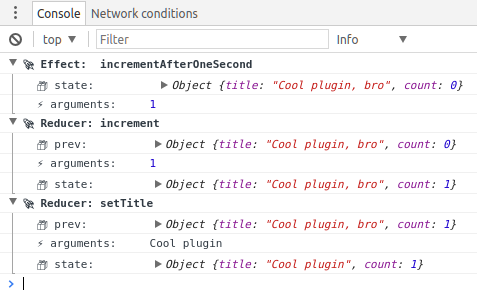 Console Network conditions
top Filter Info
Effect: incrementAfterOneSecond
state: Object {title: "Cool plugin, bro", count: 0}
arguments: 1
Reducer: increment
prev: Object {title: "Cool plugin, bro", count: 0}
arguments: 1
state: Object {title: "Cool plugin, bro", count: 1}
Reducer: setTitle
prev: Object {title: "Cool plugin, bro", count: 1}
arguments: Cool plugin
state: Object {title: "Cool plugin", count: 1}